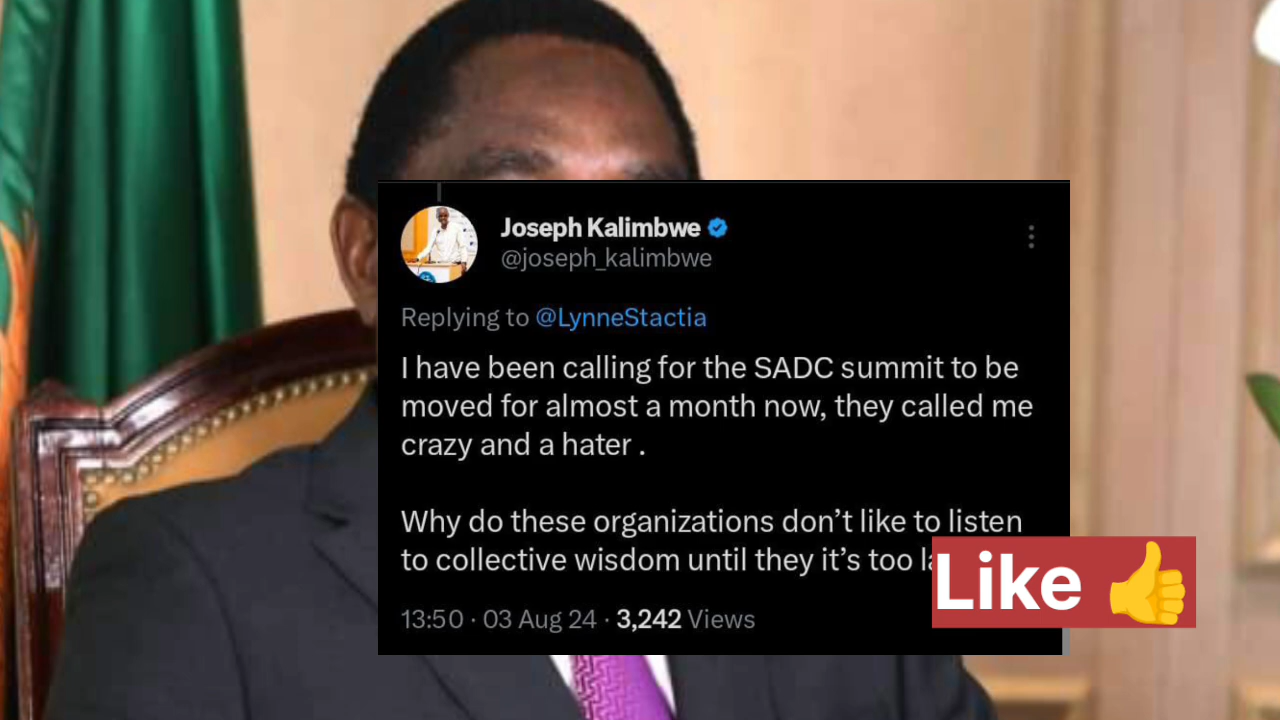 Joseph Kalimbwe
@joseph_kalimbwe
Replying to @LynneStactia
I have been calling for the SADC summit to be
moved for almost a month now, they called me
crazy and a hater .
Why do these organizations don’t like to listen
to collective wisdom until they it’s too
Like 👍
13:50 · 03 Aug 24 · 3,242 Views